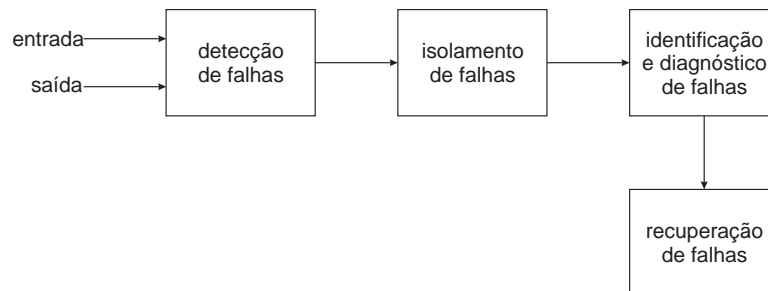 entrada
saída
detecção
de falhas
isolamento
de falhas
identificação
e diagnóstico
de falhas
recuperação
de falhas